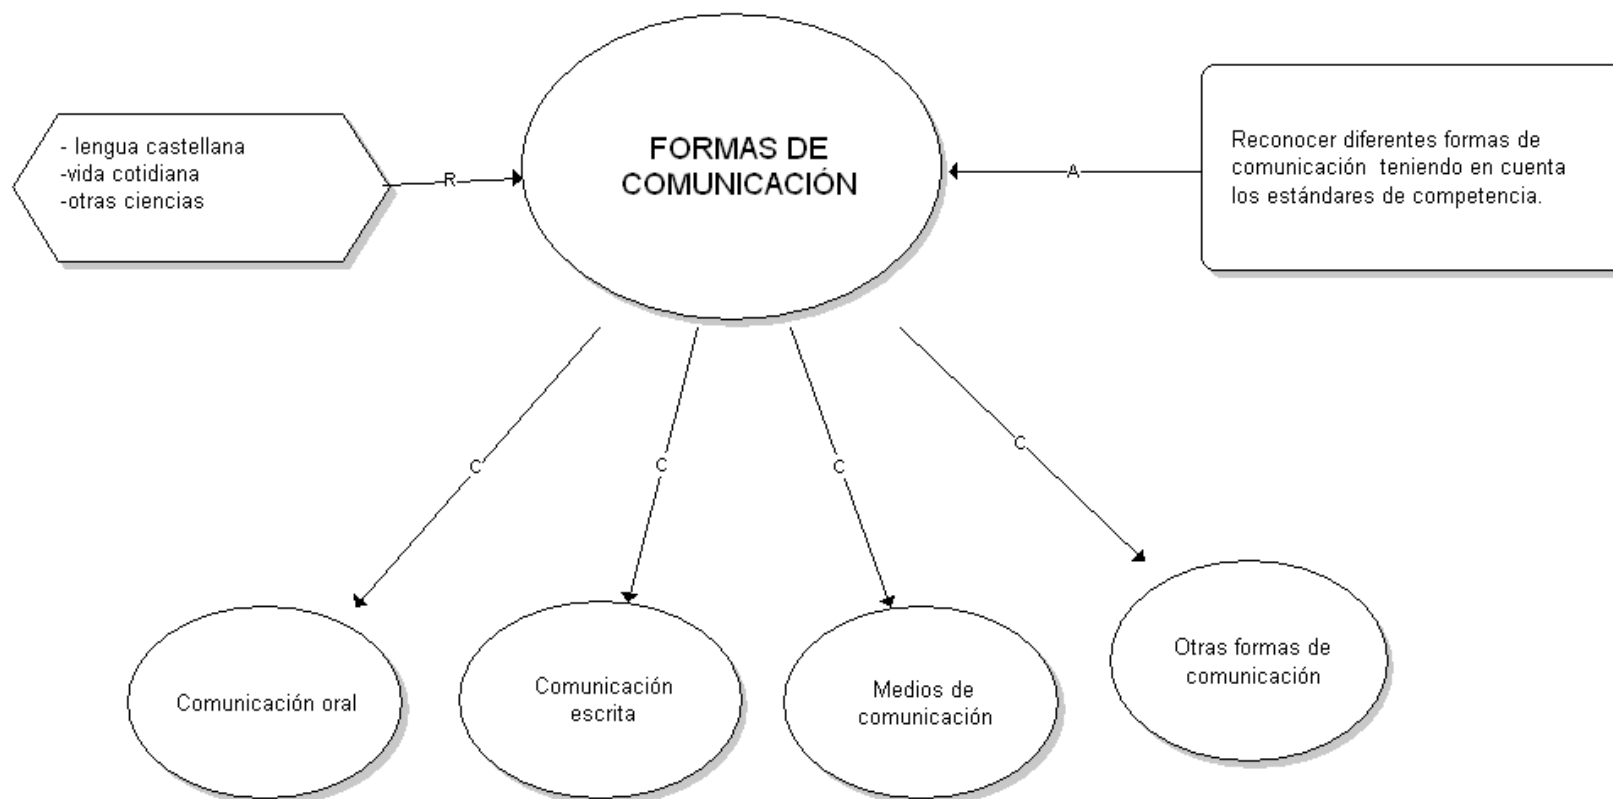 - lengua castellana
-vida cotidiana
-otras ciencias
R
FORMAS DE
COMUNICACIÓN
A
Reconocer diferentes formas de
comunicación  teniendo en cuenta
los estándares de competencia.
C
C
C
C
Comunicación oral
Comunicación
escrita
Medios de
comunicación
Otras formas de
comunicación